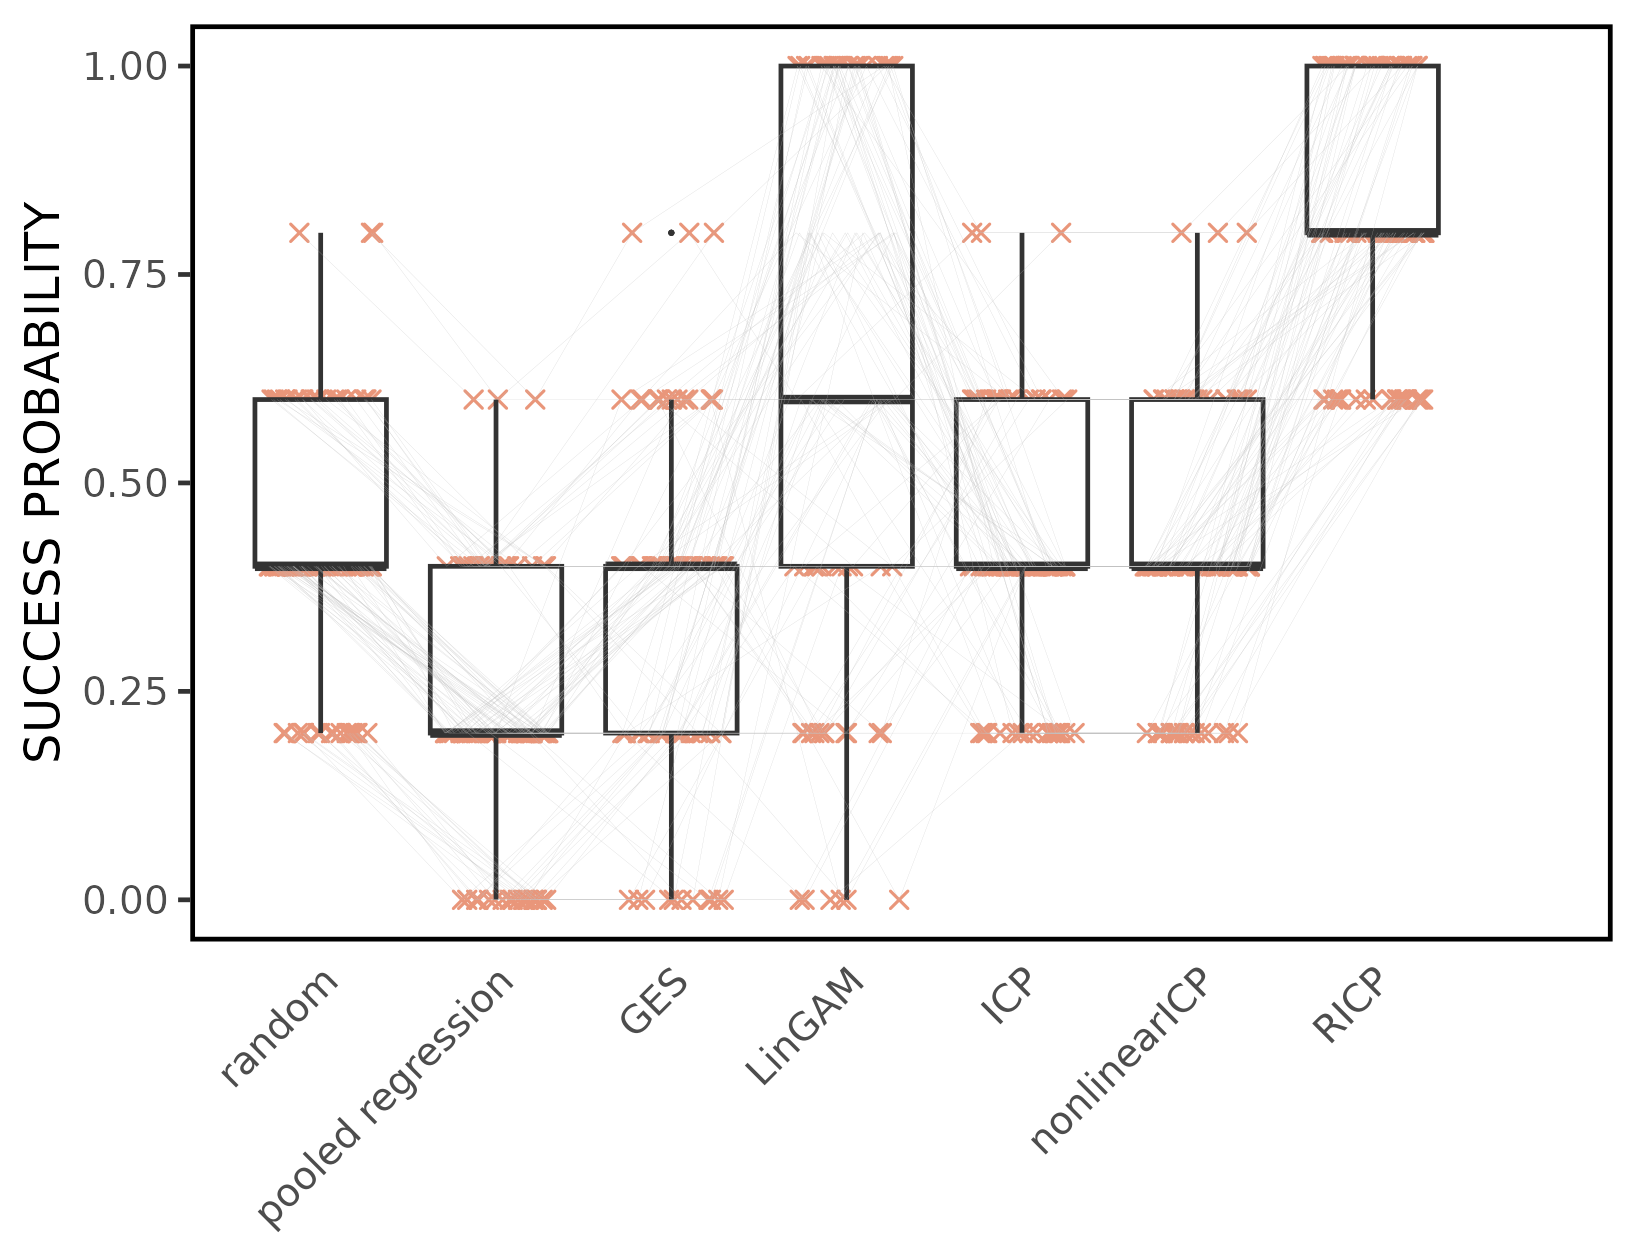 SUCCESS PROBABILITY
1.00
0.75
0.50
0.25
0.00
random
pooled regression
GES
LinGAM
ICP
nonlinearICP
RICP